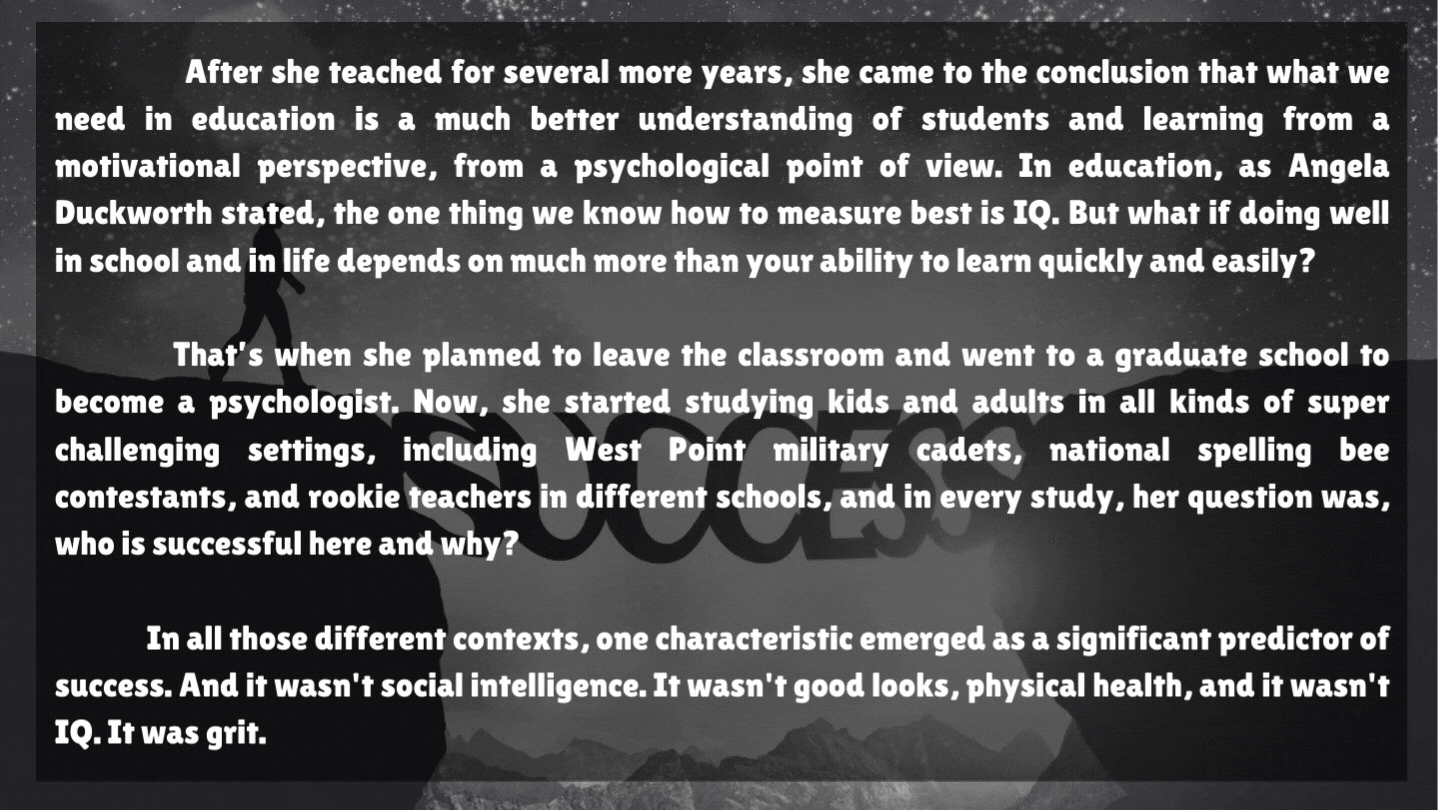 After she teached for several more years, she came to the conclusion that what we
need in education is a much better understanding of students and learning from a
motivational perspective, from a psychological point of view. In education, as Angela
Duckworth stated, the one thing we know how to measure best is IQ. But what if doing well
in school and in life depends on much more than your ability to learn quickly and easily?
That's when she planned to leave the classroom and went to a graduate school to
become a psychologist. Now, she started studying kids and adults in all kinds of super
challenging settings, including West Point military cadets, national spelling bee
contestants, and rookie teachers in different schools, and in every study, her question was,
who is successful here and why?
SUCCESS
In all those different contexts, one characteristic emerged as a significant predictor of
success. And it wasn't social intelligence. It wasn't good looks, physical health, and it wasn't
IQ. It was grit.